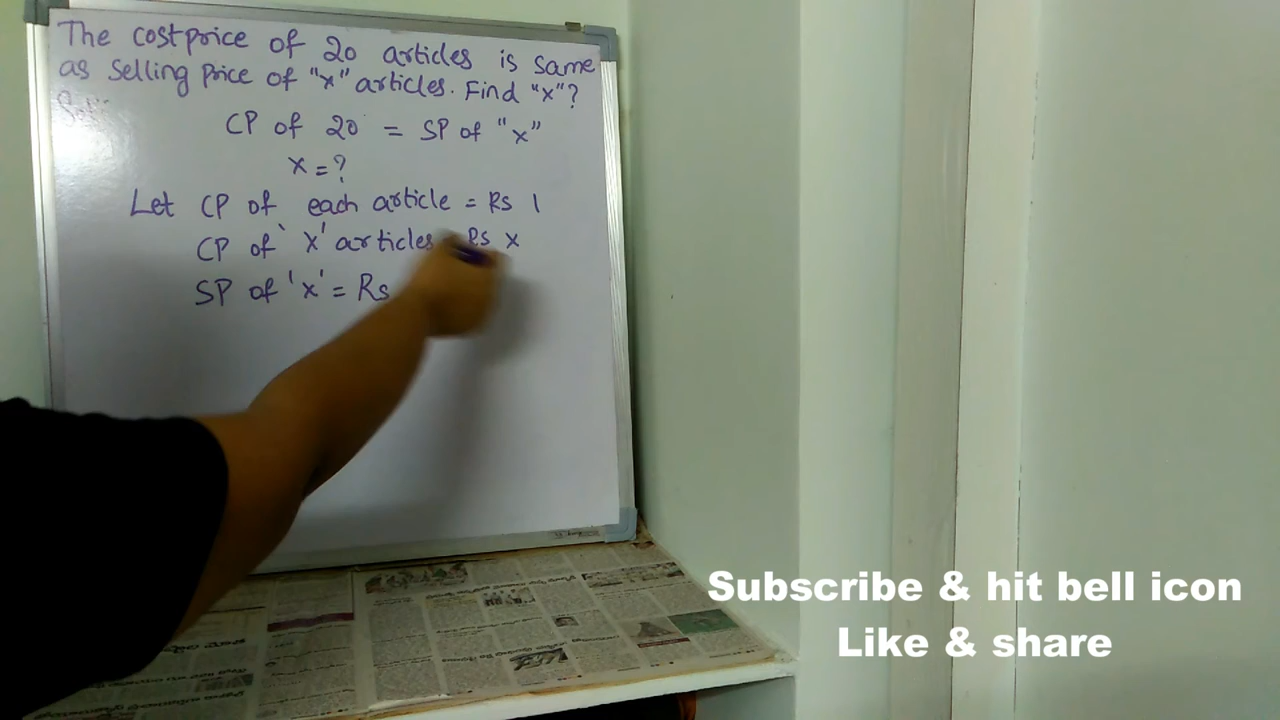 The costprice of 20 articles is same
as selling price of "x" articles. Find "x"?
CP of 20 = SP of "x"
x = ?
Let CP of each article = Rs 1
CP of 'x' articles Rs x
SP of 'x' = Rs
Subscribe & hit bell icon
Like & share